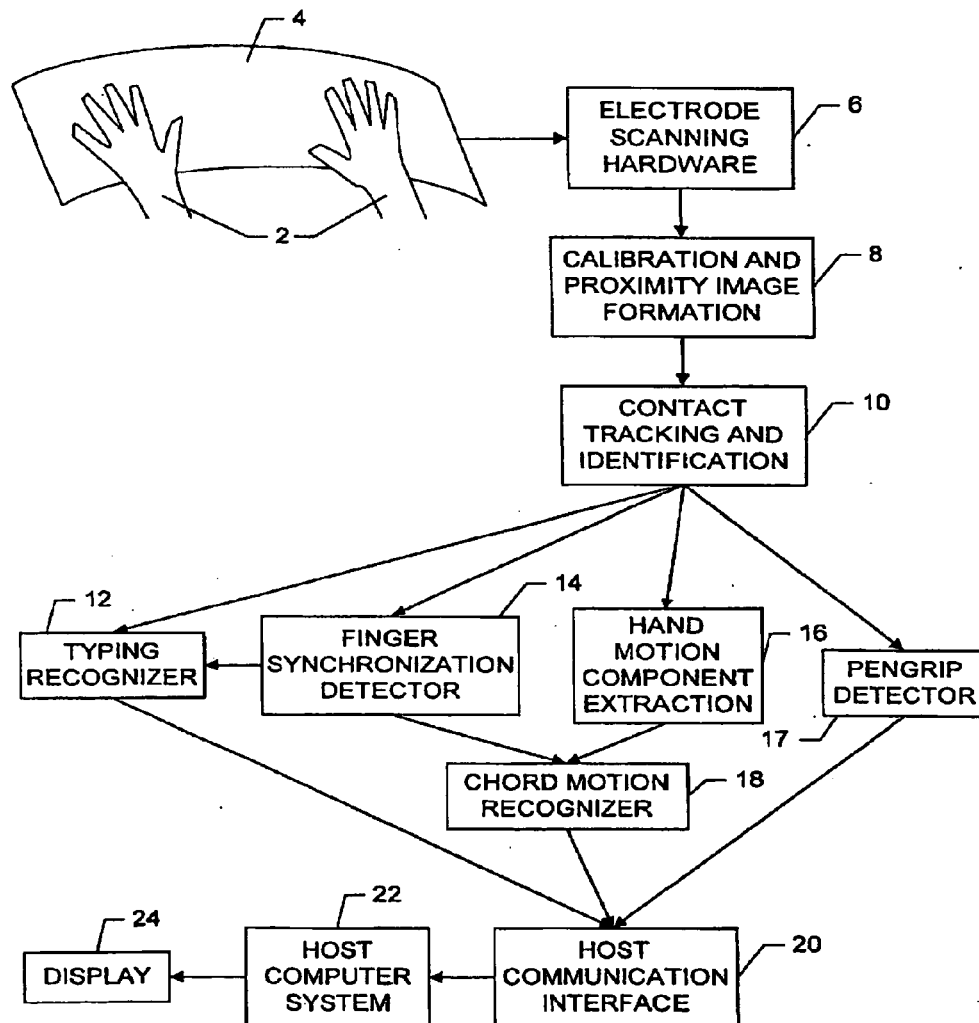 4
ELECTRODE
SCANNING
HARDWARE
6
2
CALIBRATION AND
PROXIMITY IMAGE
FORMATION
8
CONTACT
TRACKING AND
IDENTIFICATION
10
12
TYPING
RECOGNIZER
14
FINGER
SYNCHRONIZATION
DETECTOR
HAND
MOTION
COMPONENT
EXTRACTION
16
PENGRIP
DETECTOR
17
CHORD MOTION
RECOGNIZER
18
24
DISPLAY
22
HOST
COMPUTER
SYSTEM
HOST
COMMUNICATION
INTERFACE
20